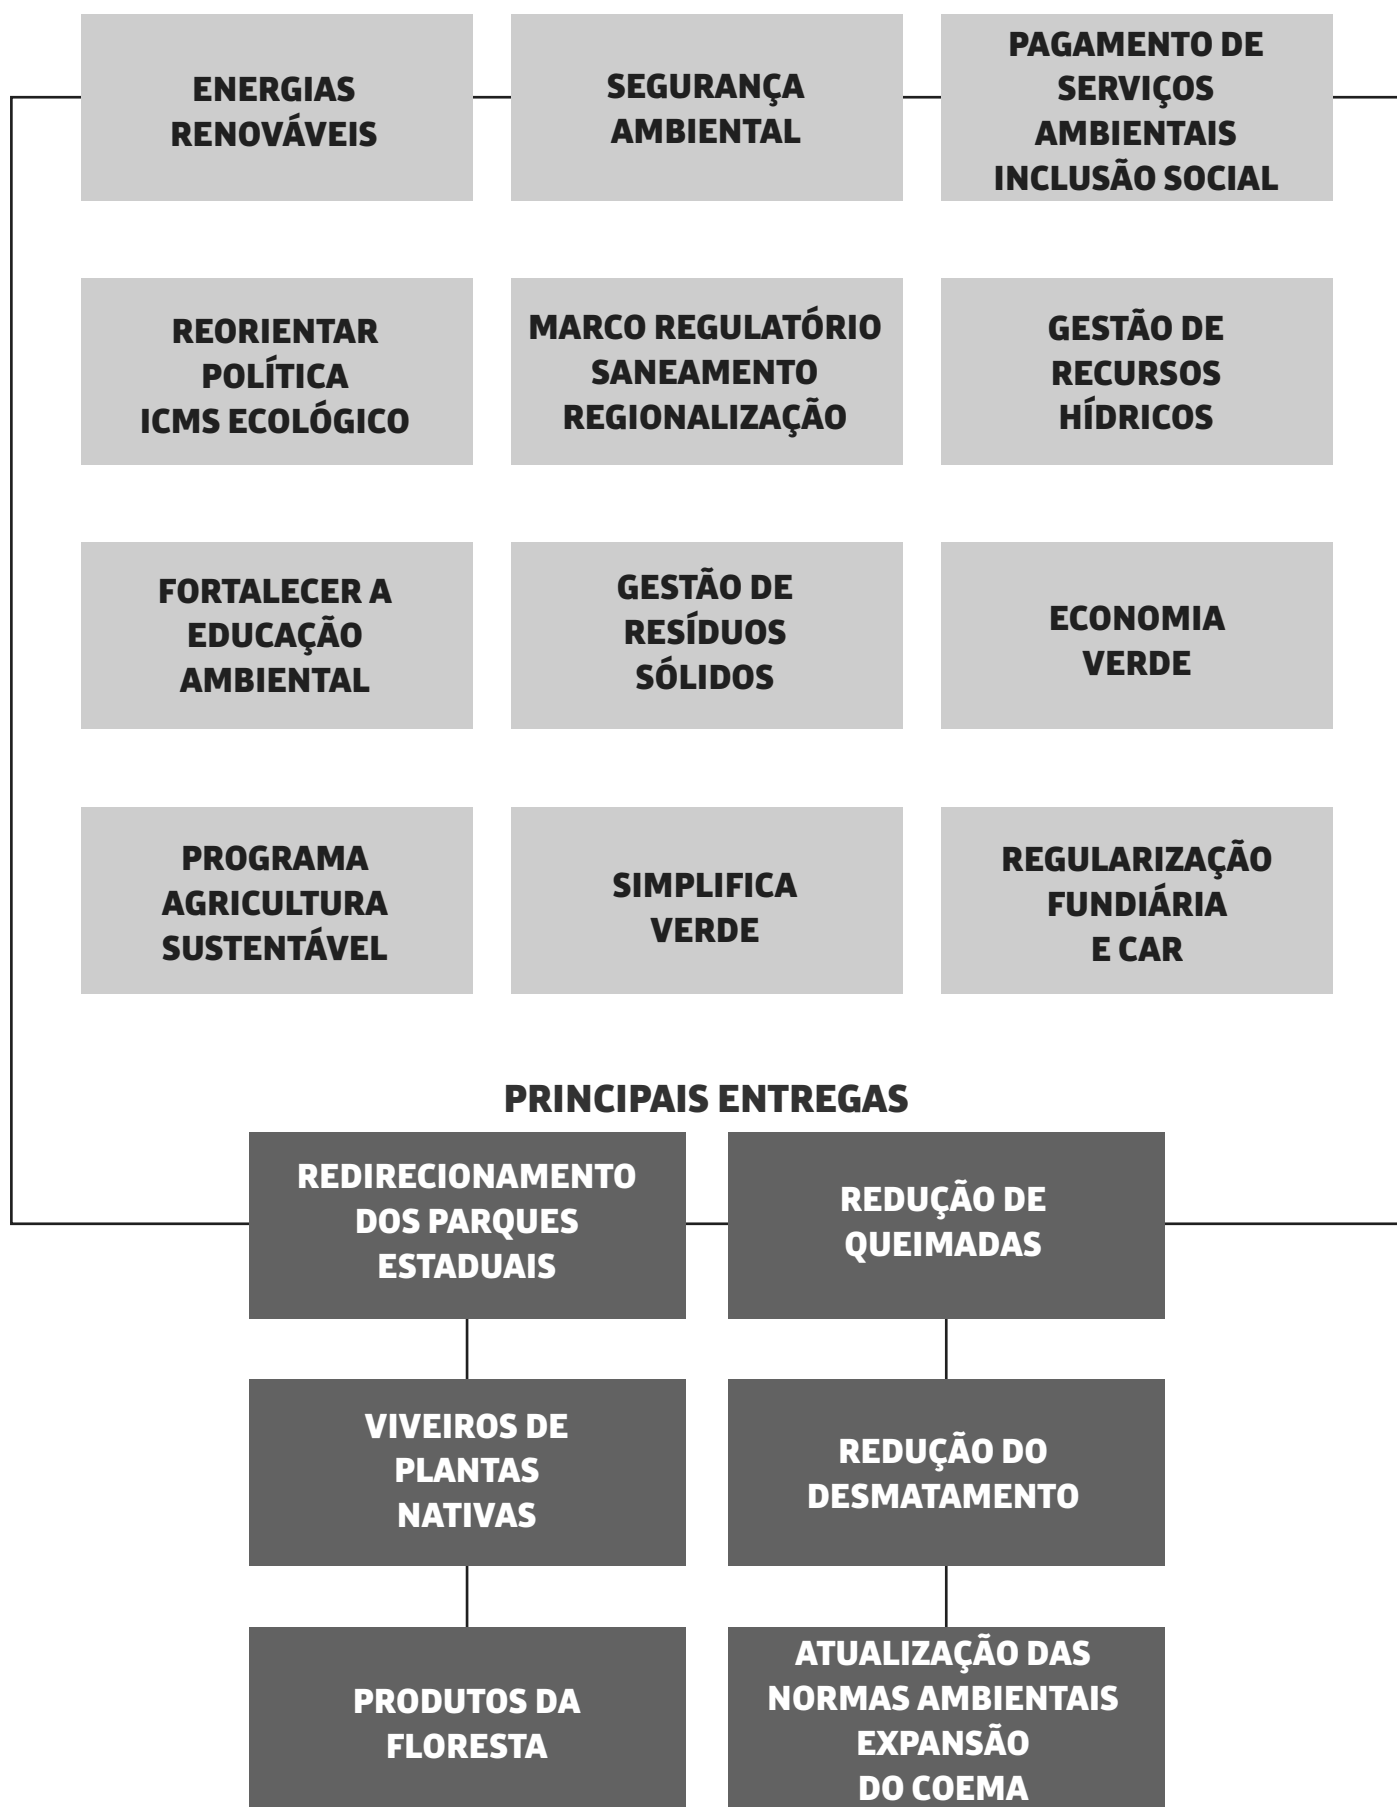 ENERGIAS
RENOVÁVEIS
SEGURANÇA
AMBIENTAL
PAGAMENTO DE
SERVIÇOS
AMBIENTAIS
INCLUSÃO SOCIAL
REORIENTAR
POLÍTICA
ICMS ECOLÓGICO
MARCO REGULATÓRIO
SANEAMENTO
REGIONALIZAÇÃO
GESTÃO DE
RECURSOS
HÍDRICOS
FORTALECER A
EDUCAÇÃO
AMBIENTAL
GESTÃO DE
RESÍDUOS
SÓLIDOS
ECONOMIA
VERDE
PROGRAMA
AGRICULTURA
SUSTENTÁVEL
SIMPLIFICA
VERDE
REGULARIZAÇÃO
FUNDIÁRIA
E CAR
PRINCIPAIS ENTREGAS
REDIRECIONAMENTO
DOS PARQUES
ESTADUAIS
REDUÇÃO DE
QUEIMADAS
VIVEIROS DE
PLANTAS
NATIVAS
REDUÇÃO DO
DESMATAMENTO
PRODUTOS DA
FLORESTA
ATUALIZAÇÃO DAS
NORMAS AMBIENTAIS
EXPANSÃO
DO COEMA